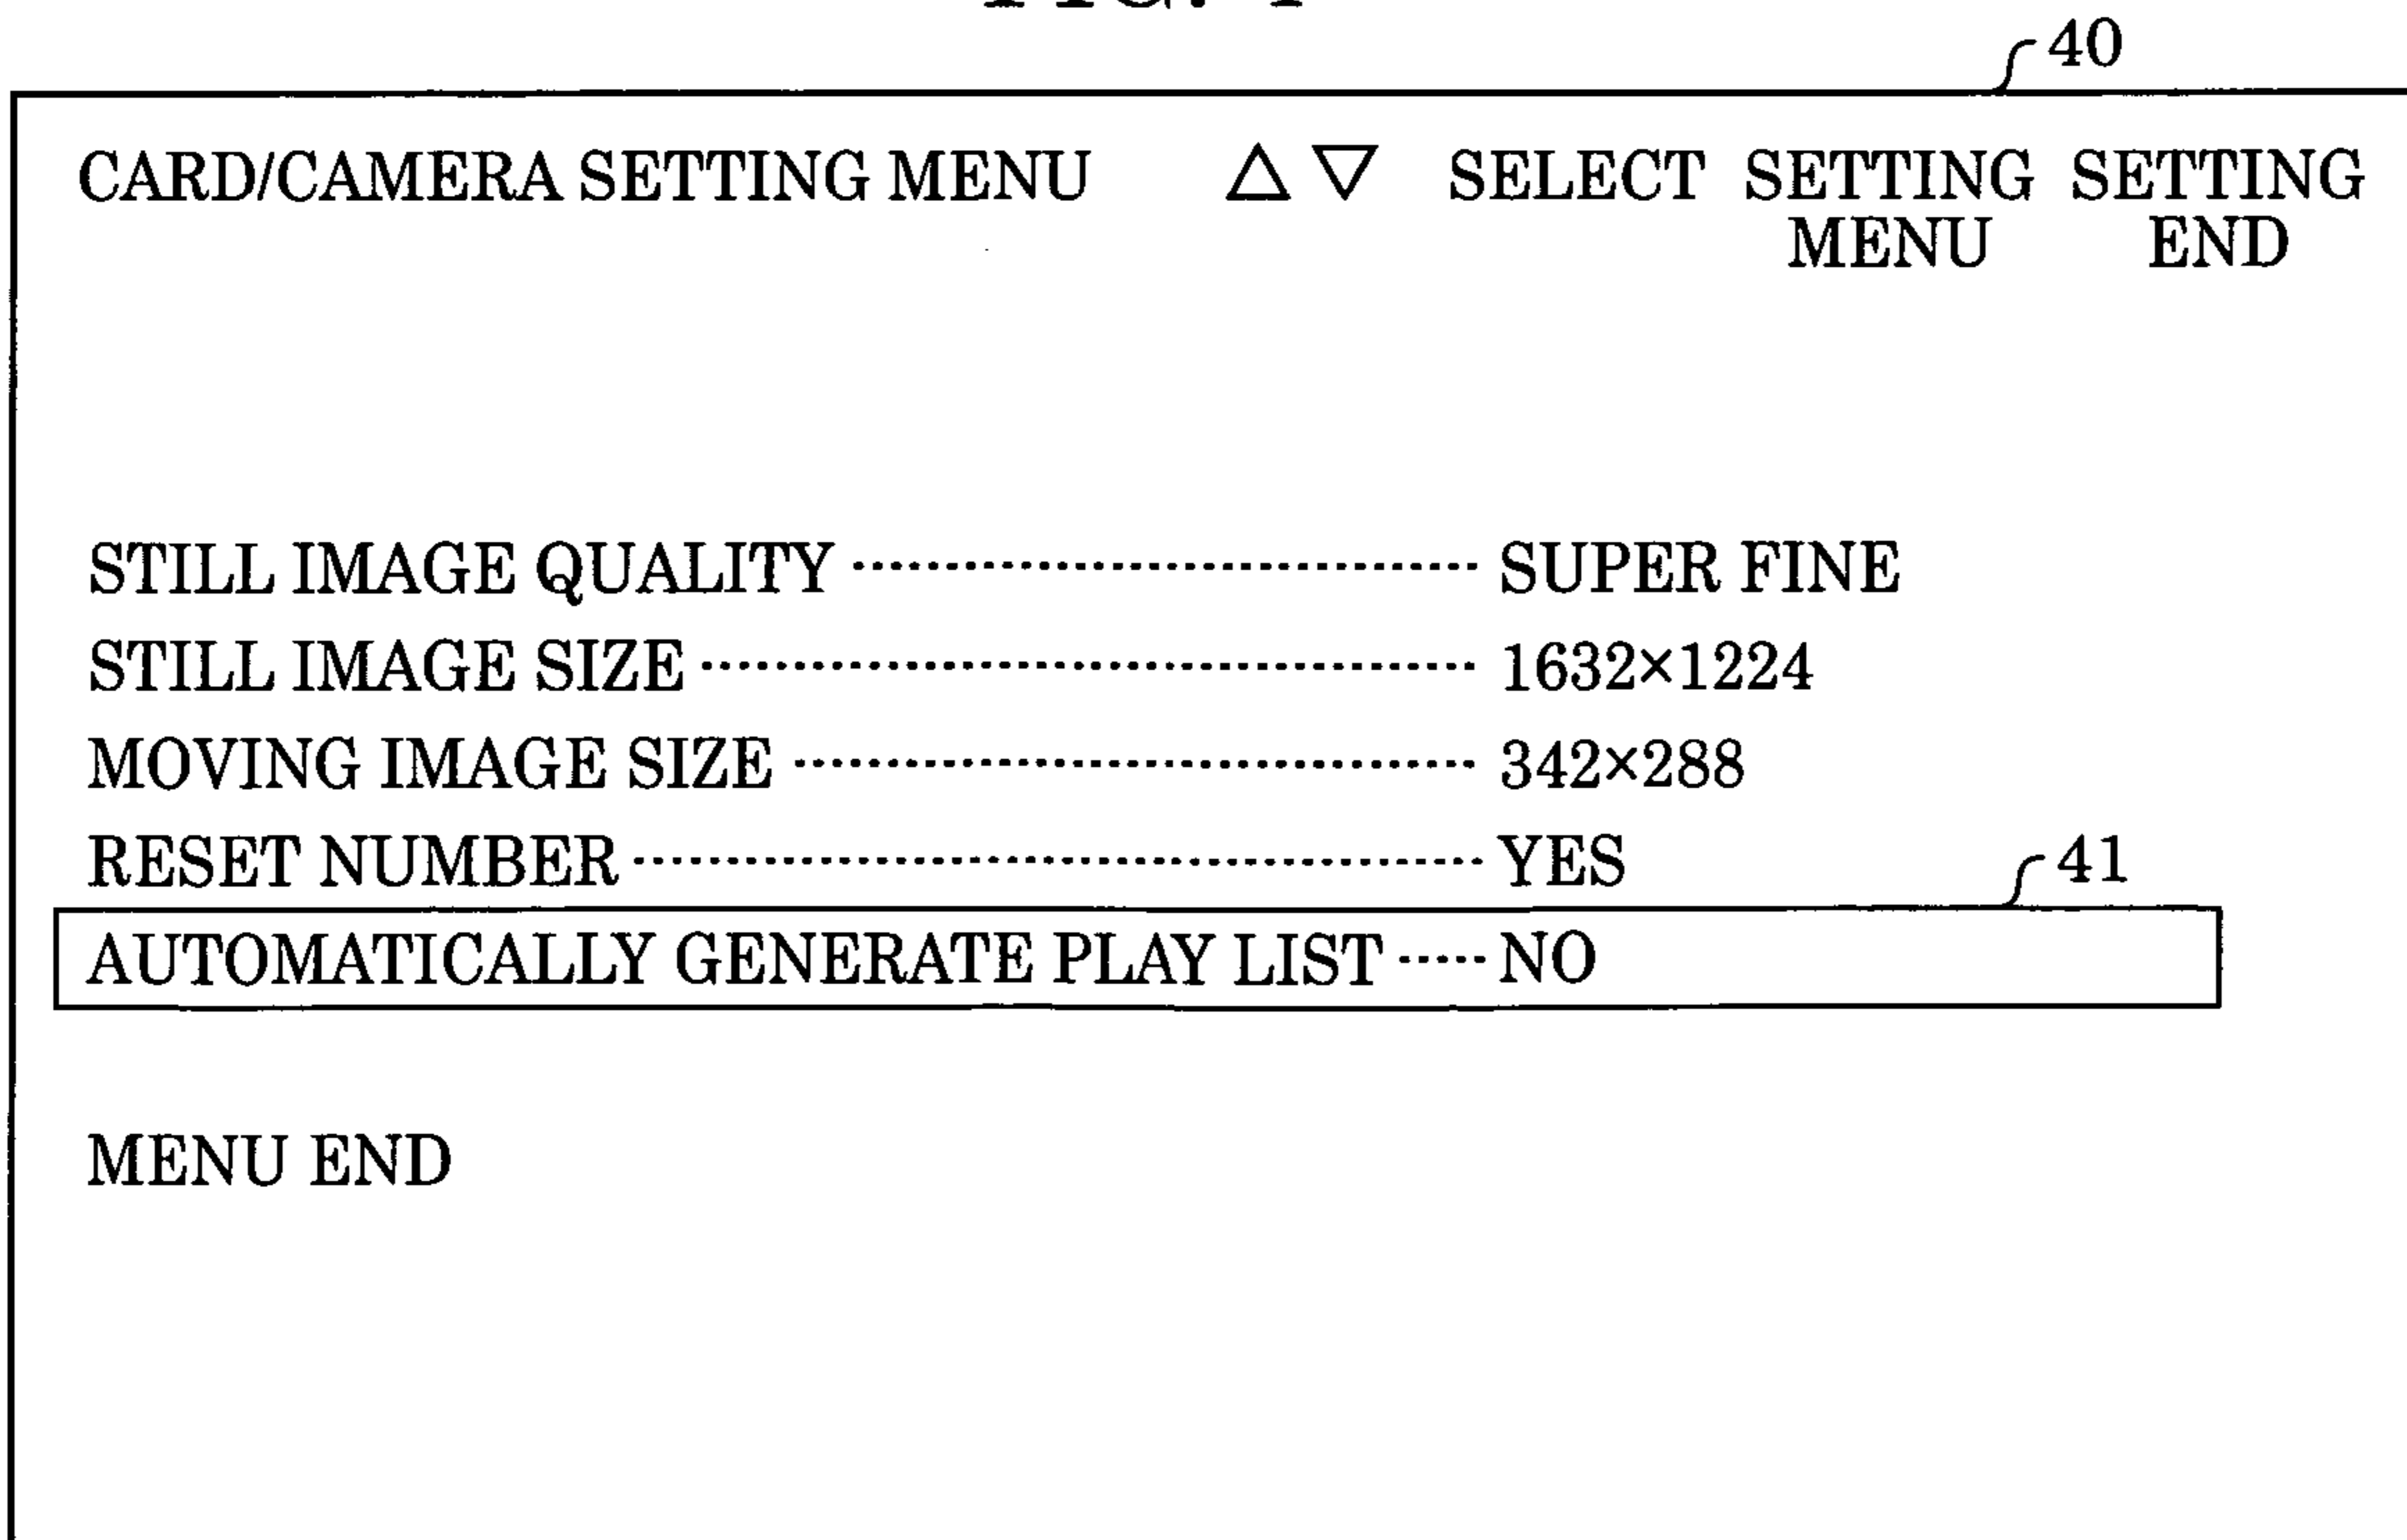 40
CARD/CAMERA SETTING MENU △ ▽ SELECT SETTING MENU SETTING END
STILL IMAGE QUALITY ---------------------------------- SUPER FINE
STILL IMAGE SIZE ------------------------------------------ 1632×1224
MOVING IMAGE SIZE ------------------------------------- 342×288
RESET NUMBER ---------------------------------------------- YES
41
AUTOMATICALLY GENERATE PLAY LIST ----- NO
MENU END